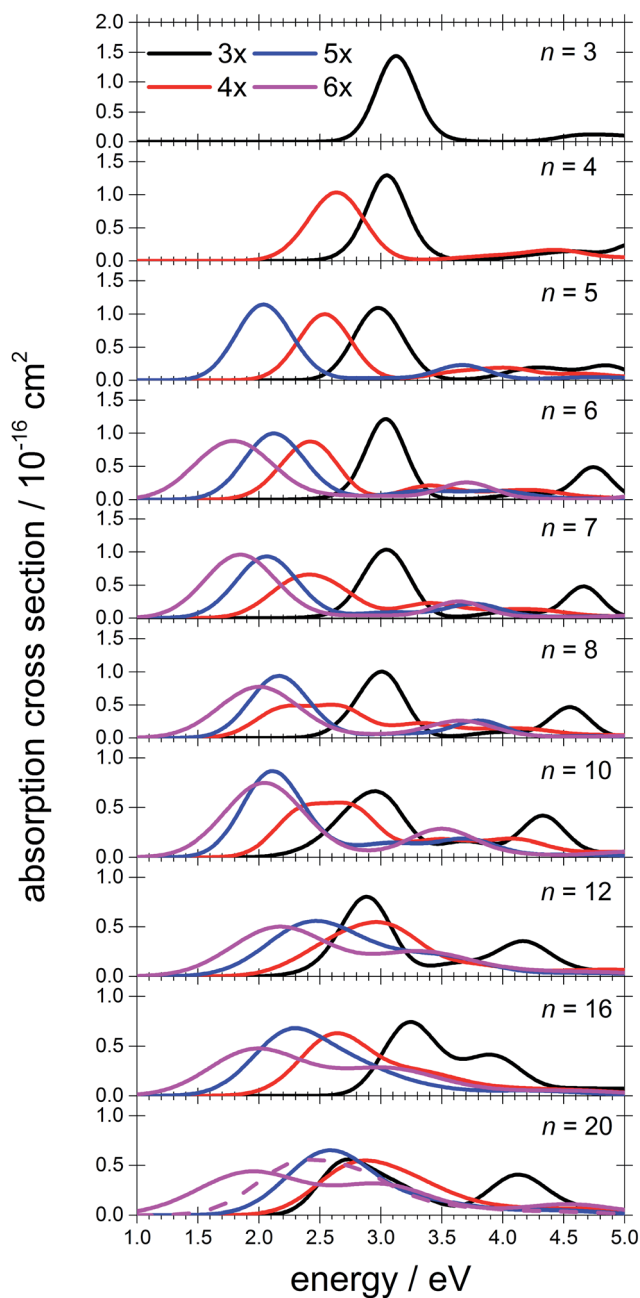 absorption cross section / 10⁻¹⁶ cm²
2.0
1.5
1.0
0.5
0.0
3x 5x
4x 6x
n = 3
1.5
1.0
0.5
0.0
n = 4
1.5
1.0
0.5
0.0
n = 5
1.5
1.0
0.5
0.0
n = 6
1.5
1.0
0.5
0.0
n = 7
1.5
1.0
0.5
0.0
n = 8
1.0
0.5
0.0
n = 10
1.0
0.5
0.0
n = 12
1.0
0.5
0.0
n = 16
1.0
0.5
0.0
n = 20
1.0 1.5 2.0 2.5 3.0 3.5 4.0 4.5 5.0
energy / eV